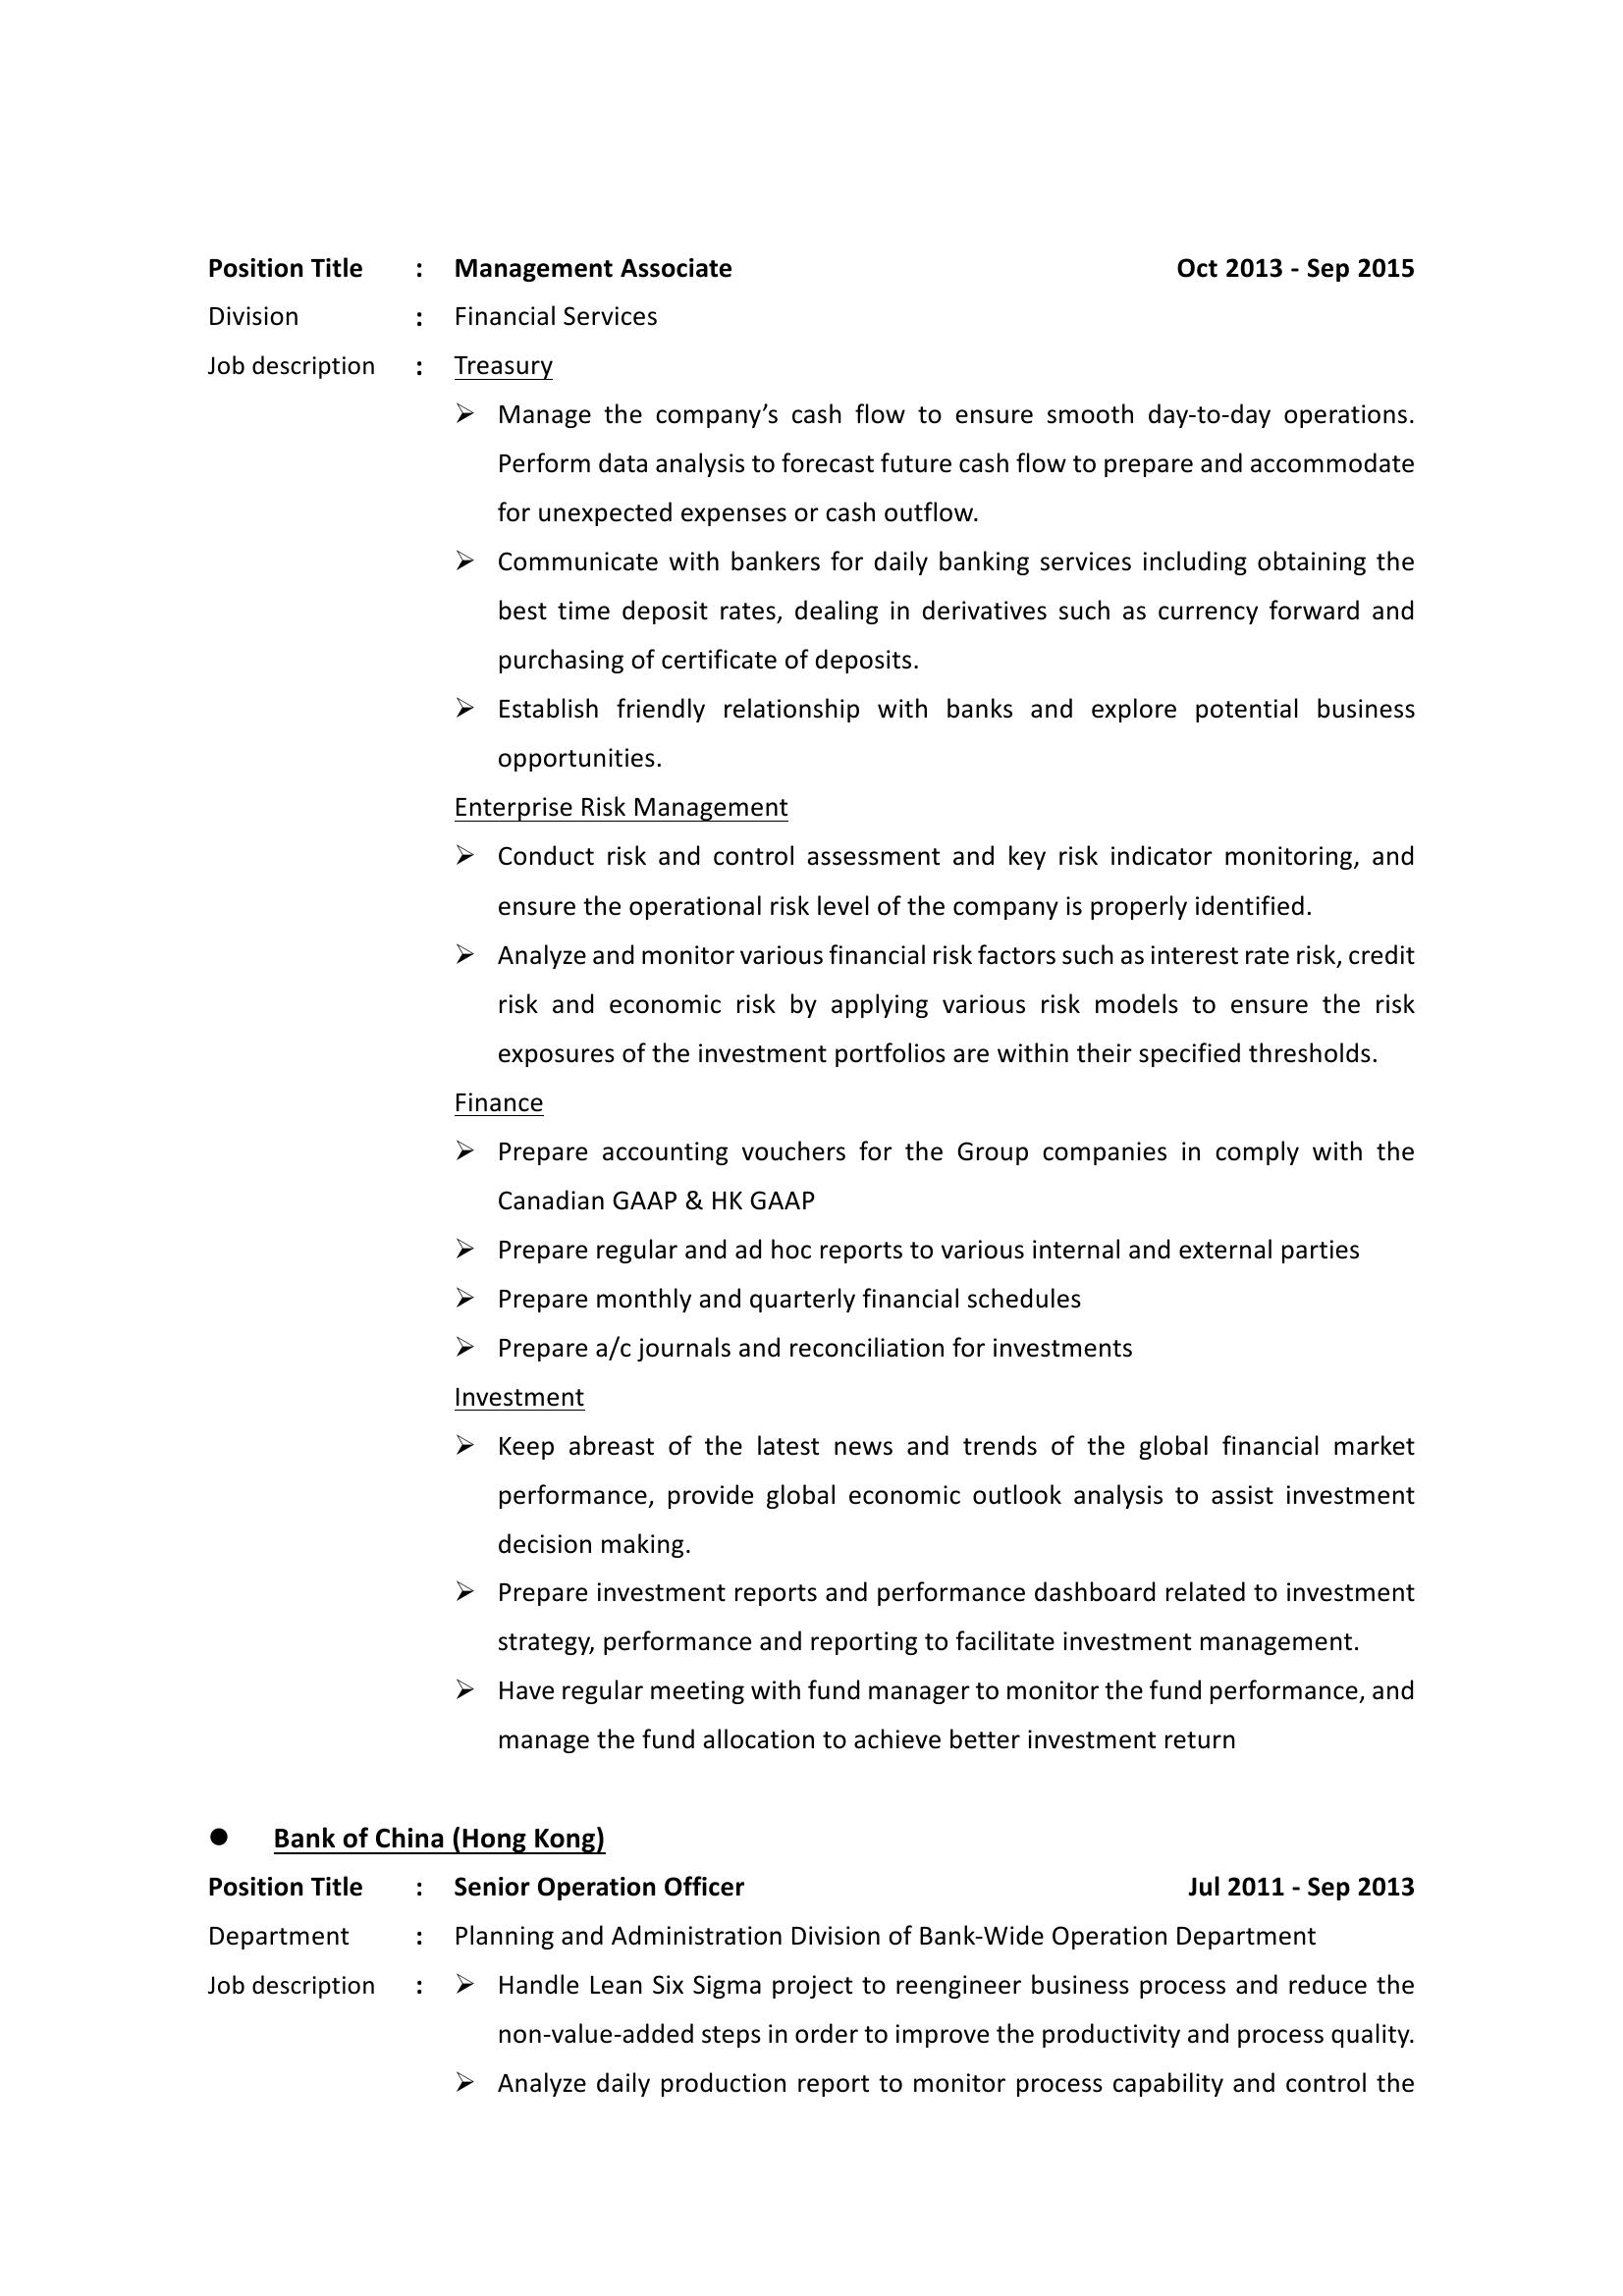 Position Title : Management Associate Oct 2013 - Sep 2015
Division : Financial Services
Job description : Treasury
➢ Manage the company’s cash flow to ensure smooth day-to-day operations.
Perform data analysis to forecast future cash flow to prepare and accommodate
for unexpected expenses or cash outflow.
➢ Communicate with bankers for daily banking services including obtaining the
best time deposit rates, dealing in derivatives such as currency forward and
purchasing of certificate of deposits.
➢ Establish friendly relationship with banks and explore potential business
opportunities.
Enterprise Risk Management
➢ Conduct risk and control assessment and key risk indicator monitoring, and
ensure the operational risk level of the company is properly identified.
➢ Analyze and monitor various financial risk factors such as interest rate risk, credit
risk and economic risk by applying various risk models to ensure the risk
exposures of the investment portfolios are within their specified thresholds.
Finance
➢ Prepare accounting vouchers for the Group companies in comply with the
Canadian GAAP & HK GAAP
➢ Prepare regular and ad hoc reports to various internal and external parties
➢ Prepare monthly and quarterly financial schedules
➢ Prepare a/c journals and reconciliation for investments
Investment
➢ Keep abreast of the latest news and trends of the global financial market
performance, provide global economic outlook analysis to assist investment
decision making.
➢ Prepare investment reports and performance dashboard related to investment
strategy, performance and reporting to facilitate investment management.
➢ Have regular meeting with fund manager to monitor the fund performance, and
manage the fund allocation to achieve better investment return
● Bank of China (Hong Kong)
Position Title : Senior Operation Officer Jul 2011 - Sep 2013
Department : Planning and Administration Division of Bank-Wide Operation Department
Job description : ➢ Handle Lean Six Sigma project to reengineer business process and reduce the
non-value-added steps in order to improve the productivity and process quality.
➢ Analyze daily production report to monitor process capability and control the